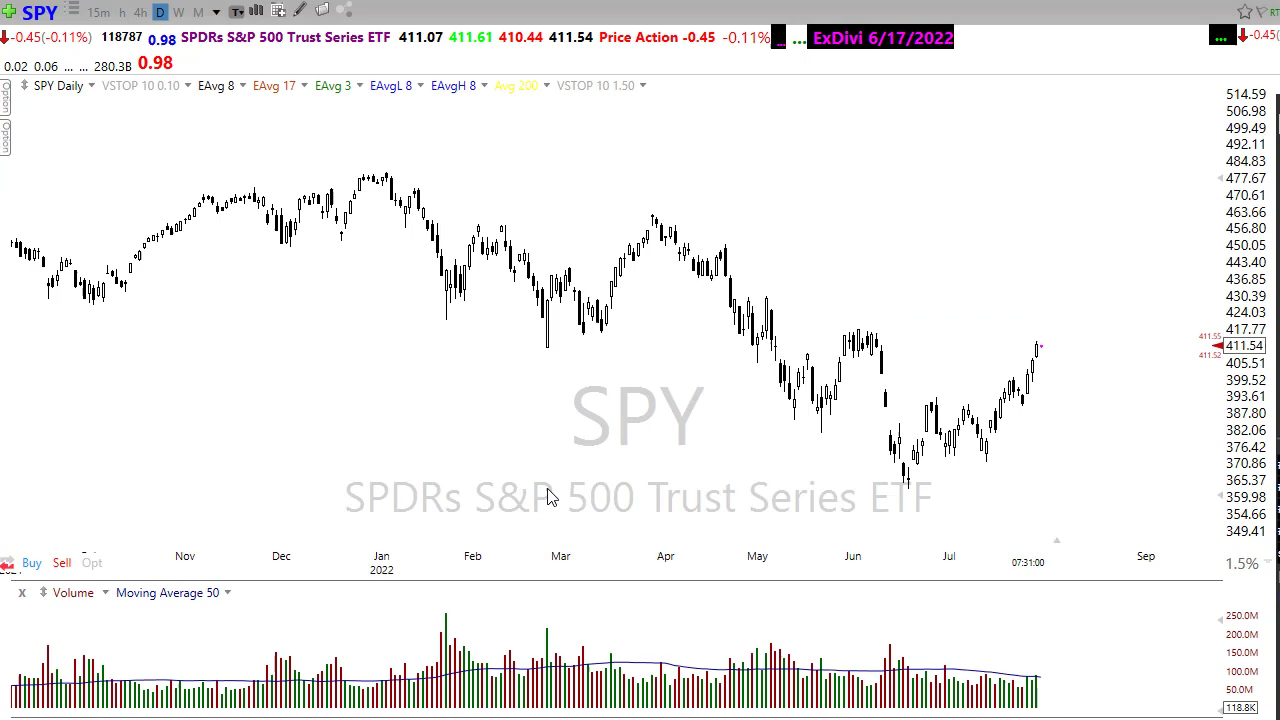 SPY 15m h 4h D W M T
-0.45(-0.11%) 118787 0.98 SPDRS S&P 500 Trust Series ETF 411.07 411.61 410.44 411.54 Price Action -0.45 -0.11% ... ... ExDivi 6/17/2022 ... -0.45(
0.02 0.06 ... ... 280.3B 0.98
SPY Daily VSTOP 10 0.10 EAvg 8 EAvg 17 EAvg 3 EAvgL 8 EAvgH 8 Avg 200 VSTOP 10 1.50
Option
Option
514.59
506.98
499.49
492.11
484.83
477.67
470.61
463.66
456.80
450.05
443.40
436.85
430.39
424.03
417.77
411.55
411.54
411.52
405.51
399.52
393.61
387.80
382.06
376.42
370.86
365.37
359.98
354.66
349.41
SPY
SPDRs S&P 500 Trust Series ETF
Nov Dec Jan Feb Mar Apr May Jun Jul Sep
2022 07:31:00
Buy Sell Opt 1.5%
x Volume Moving Average 50
250.0M
200.0M
150.0M
100.0M
50.0M
118.8K